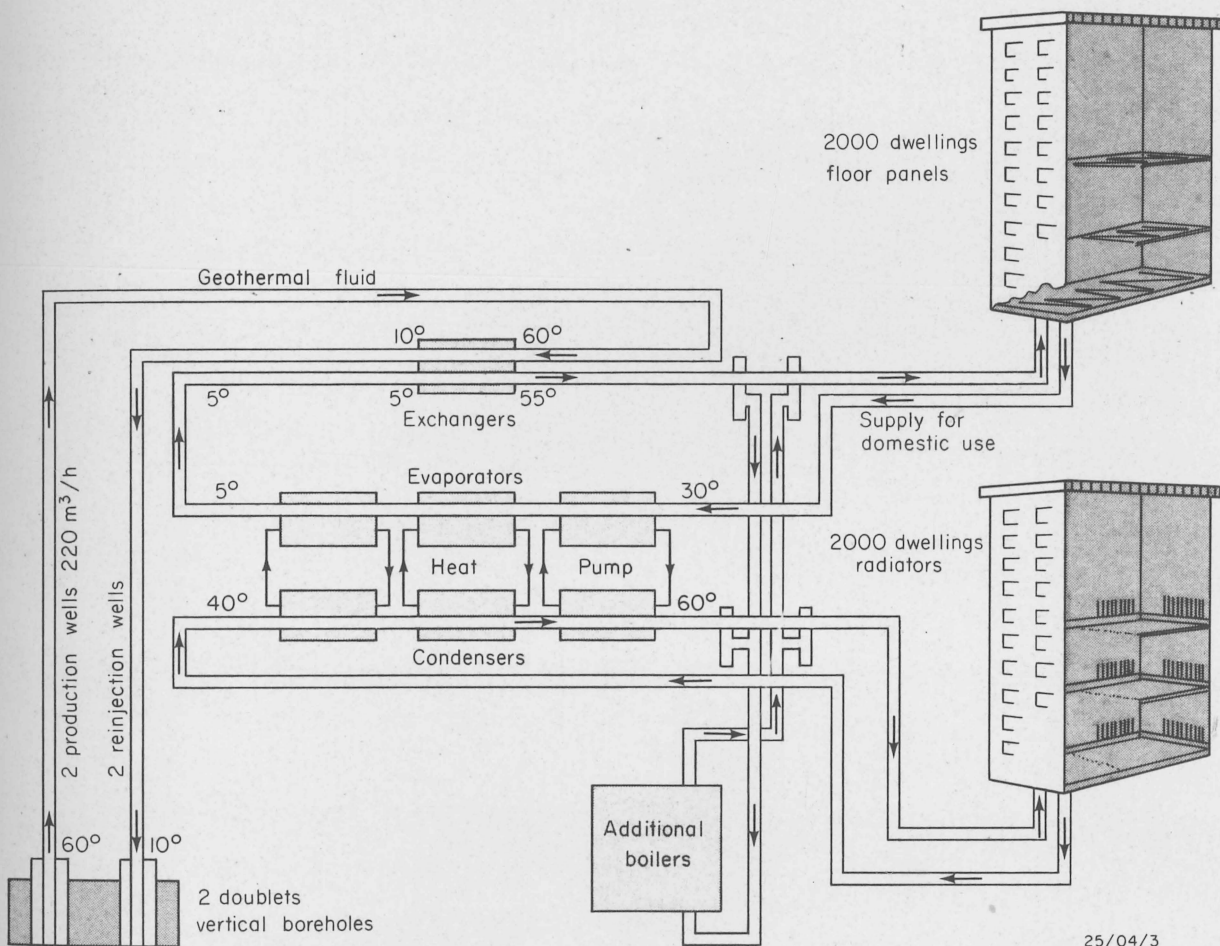 2000 dwellings
floor panels
Geothermal fluid
10° 60°
5° 5° 55°
Exchangers
Supply for
domestic use
Evaporators
5° 30°
2 production wells 220 m³/h
2 reinjection wells
Heat Pump
2000 dwellings
radiators
40° 60°
Condensers
Additional
boilers
60° 10°
2 doublets
vertical boreholes
25/04/3